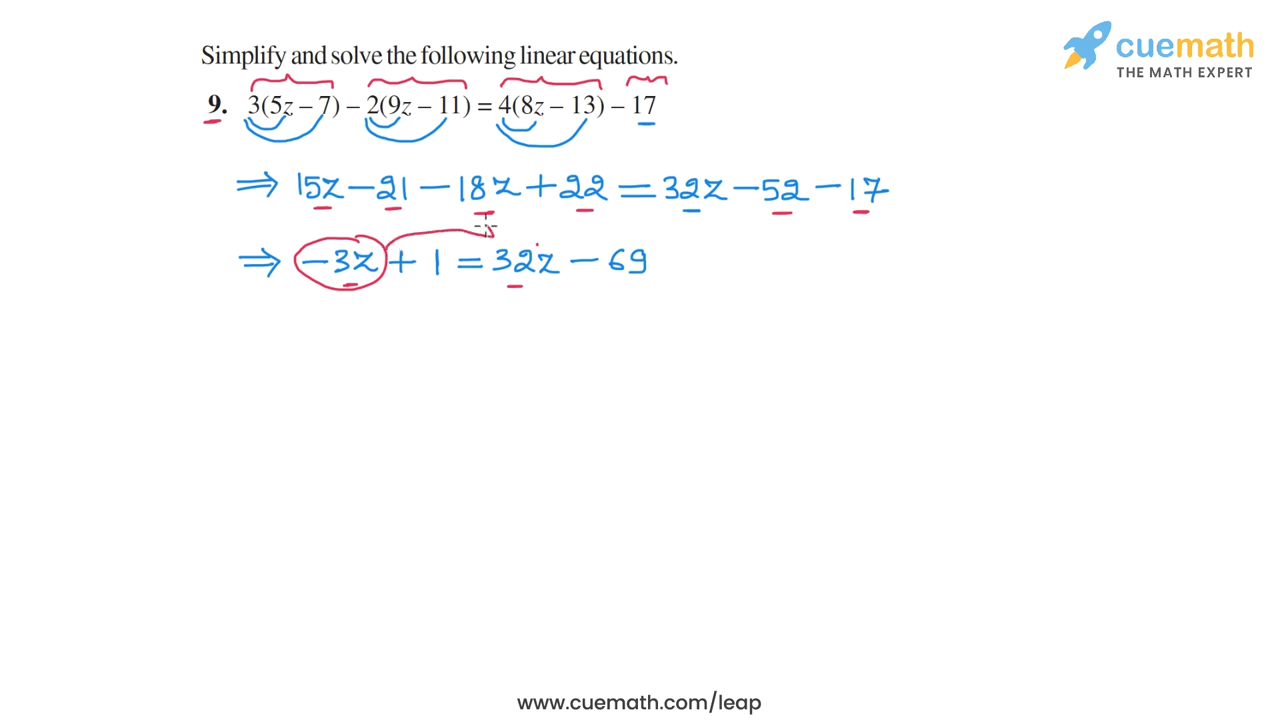 cuemath
THE MATH EXPERT
Simplify and solve the following linear equations.
9. 3(5z – 7) – 2(9z – 11) = 4(8z – 13) – 17
⇒ 15z – 21 – 18z + 22 = 32z – 52 – 17
⇒ –3z + 1 = 32z – 69
www.cuemath.com/leap